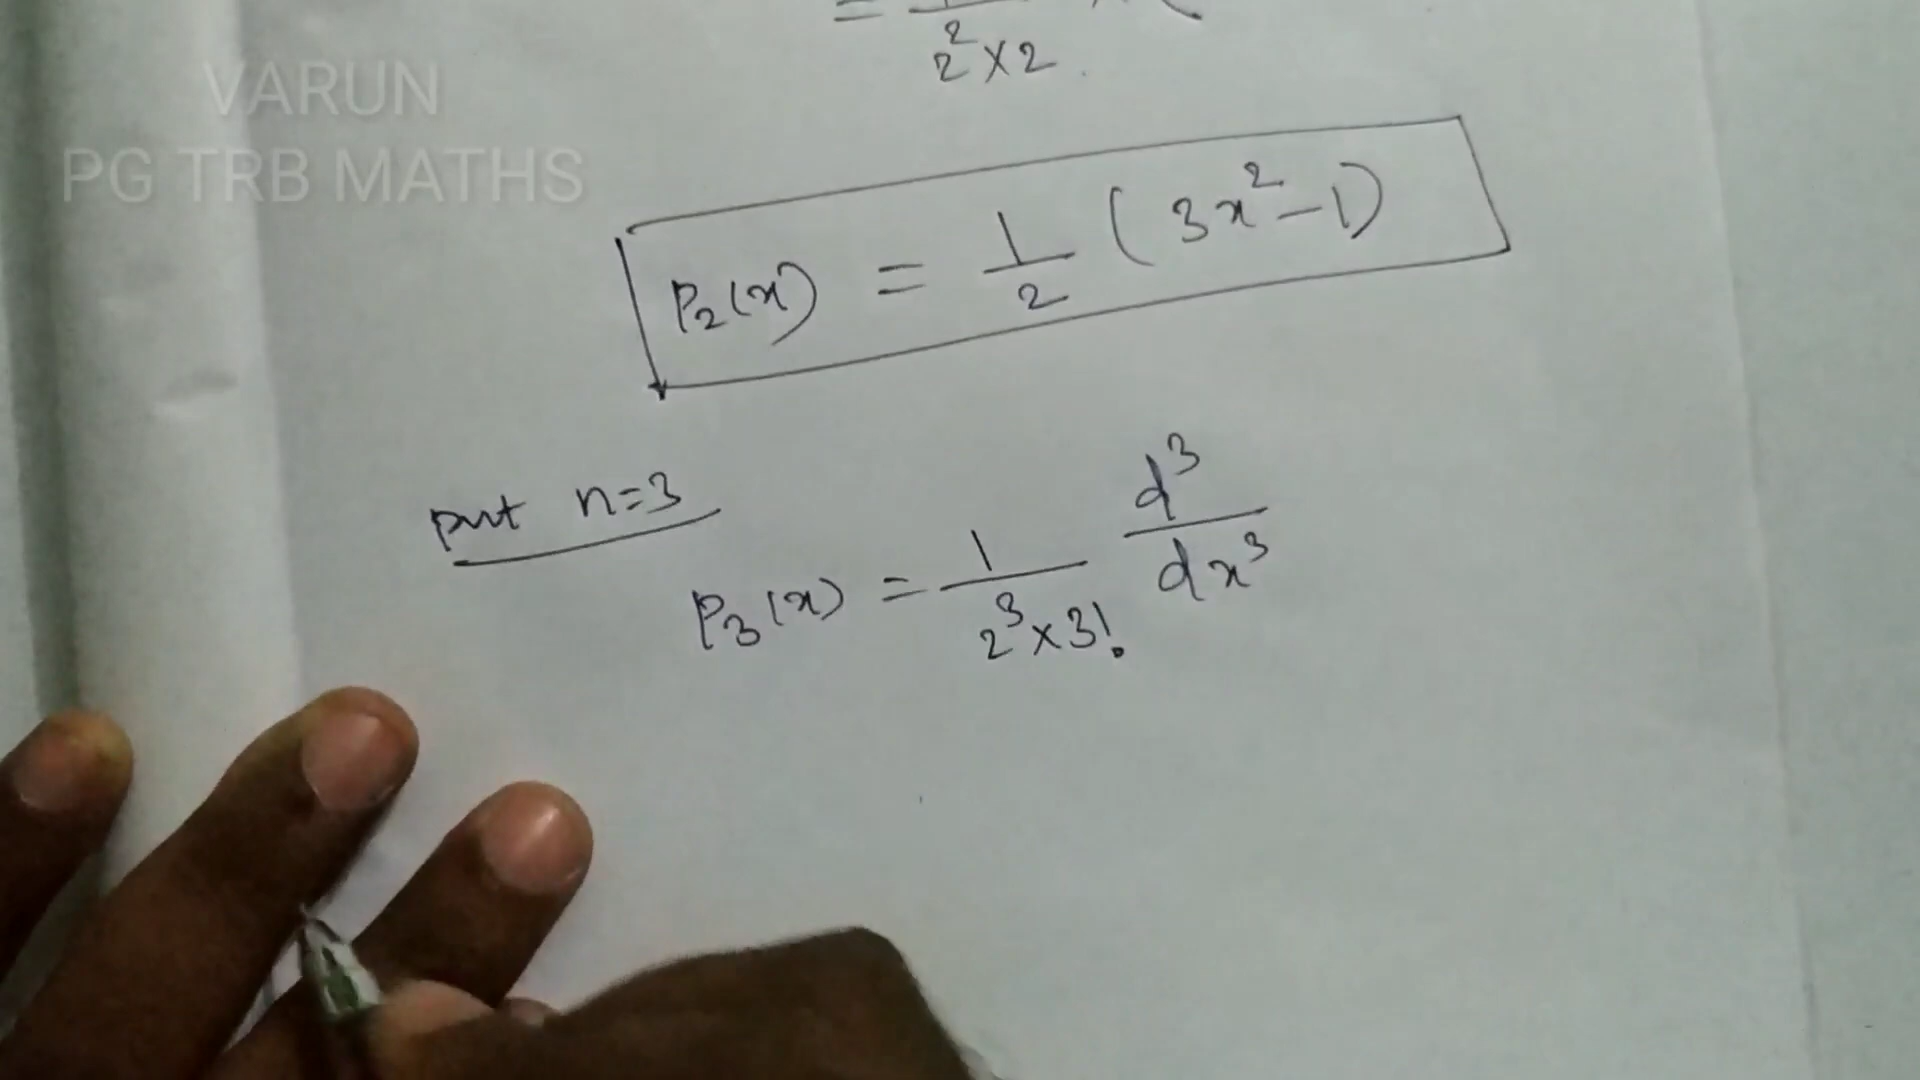 = 1/2²×2
VARUN
PG TRB MATHS
P₂(x) = 1/2 (3x²-1)
put n=3
P₃(x) = 1/2³×3! d³/dx³